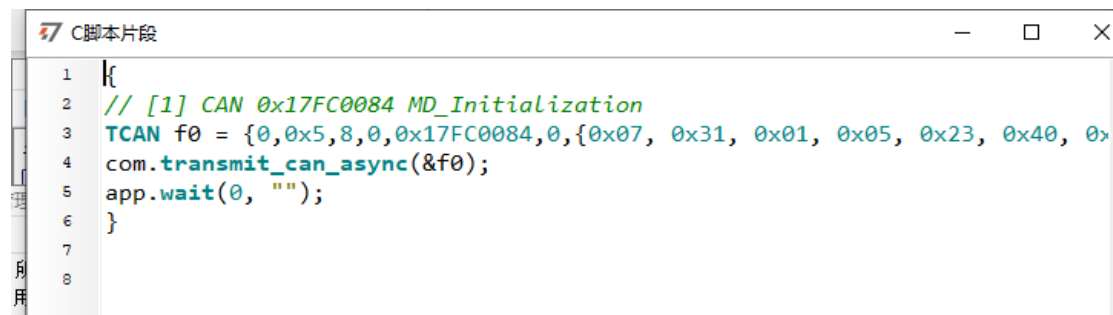 C脚本片段
1 {
2 // [1] CAN 0x17FC0084 MD_Initialization
3 TCAN f0 = {0,0x5,8,0,0x17FC0084,0,{0x07, 0x31, 0x01, 0x05, 0x23, 0x40, 0x
4 com.transmit_can_async(&f0);
5 app.wait(0, "");
6 }
7
8